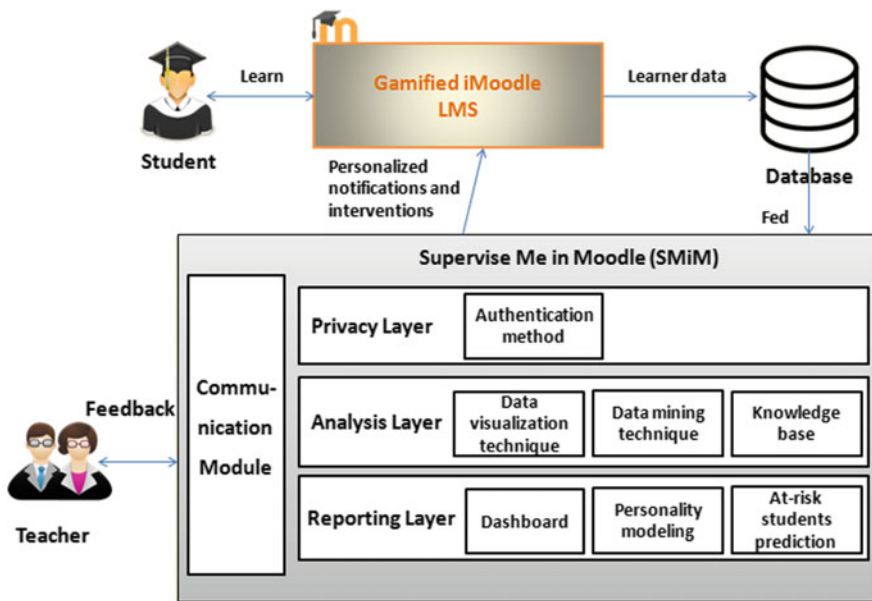 m
Learn
Gamified iMoodle
LMS
Learner data
Student
Personalized
notifications and
interventions
Database
Fed
Supervise Me in Moodle (SMiM)
Privacy Layer
Authentication
method
Commu-
nication
Module
Analysis Layer
Data
visualization
technique
Data mining
technique
Knowledge
base
Reporting Layer
Dashboard
Personality
modeling
At-risk
students
prediction
Feedback
Teacher